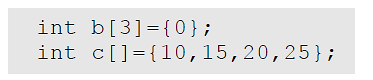 int b[3]={0};
int c[]={10,15,20,25};